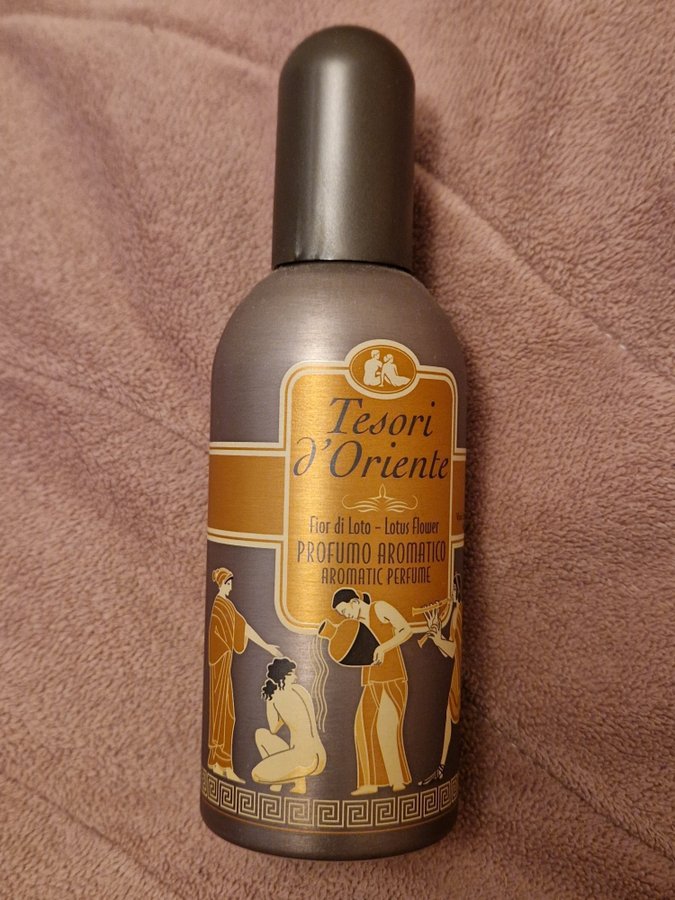 Tesori
d'Oriente
Fior di Loto - Lotus Flower
PROFUMO AROMATICO
AROMATIC PERFUME